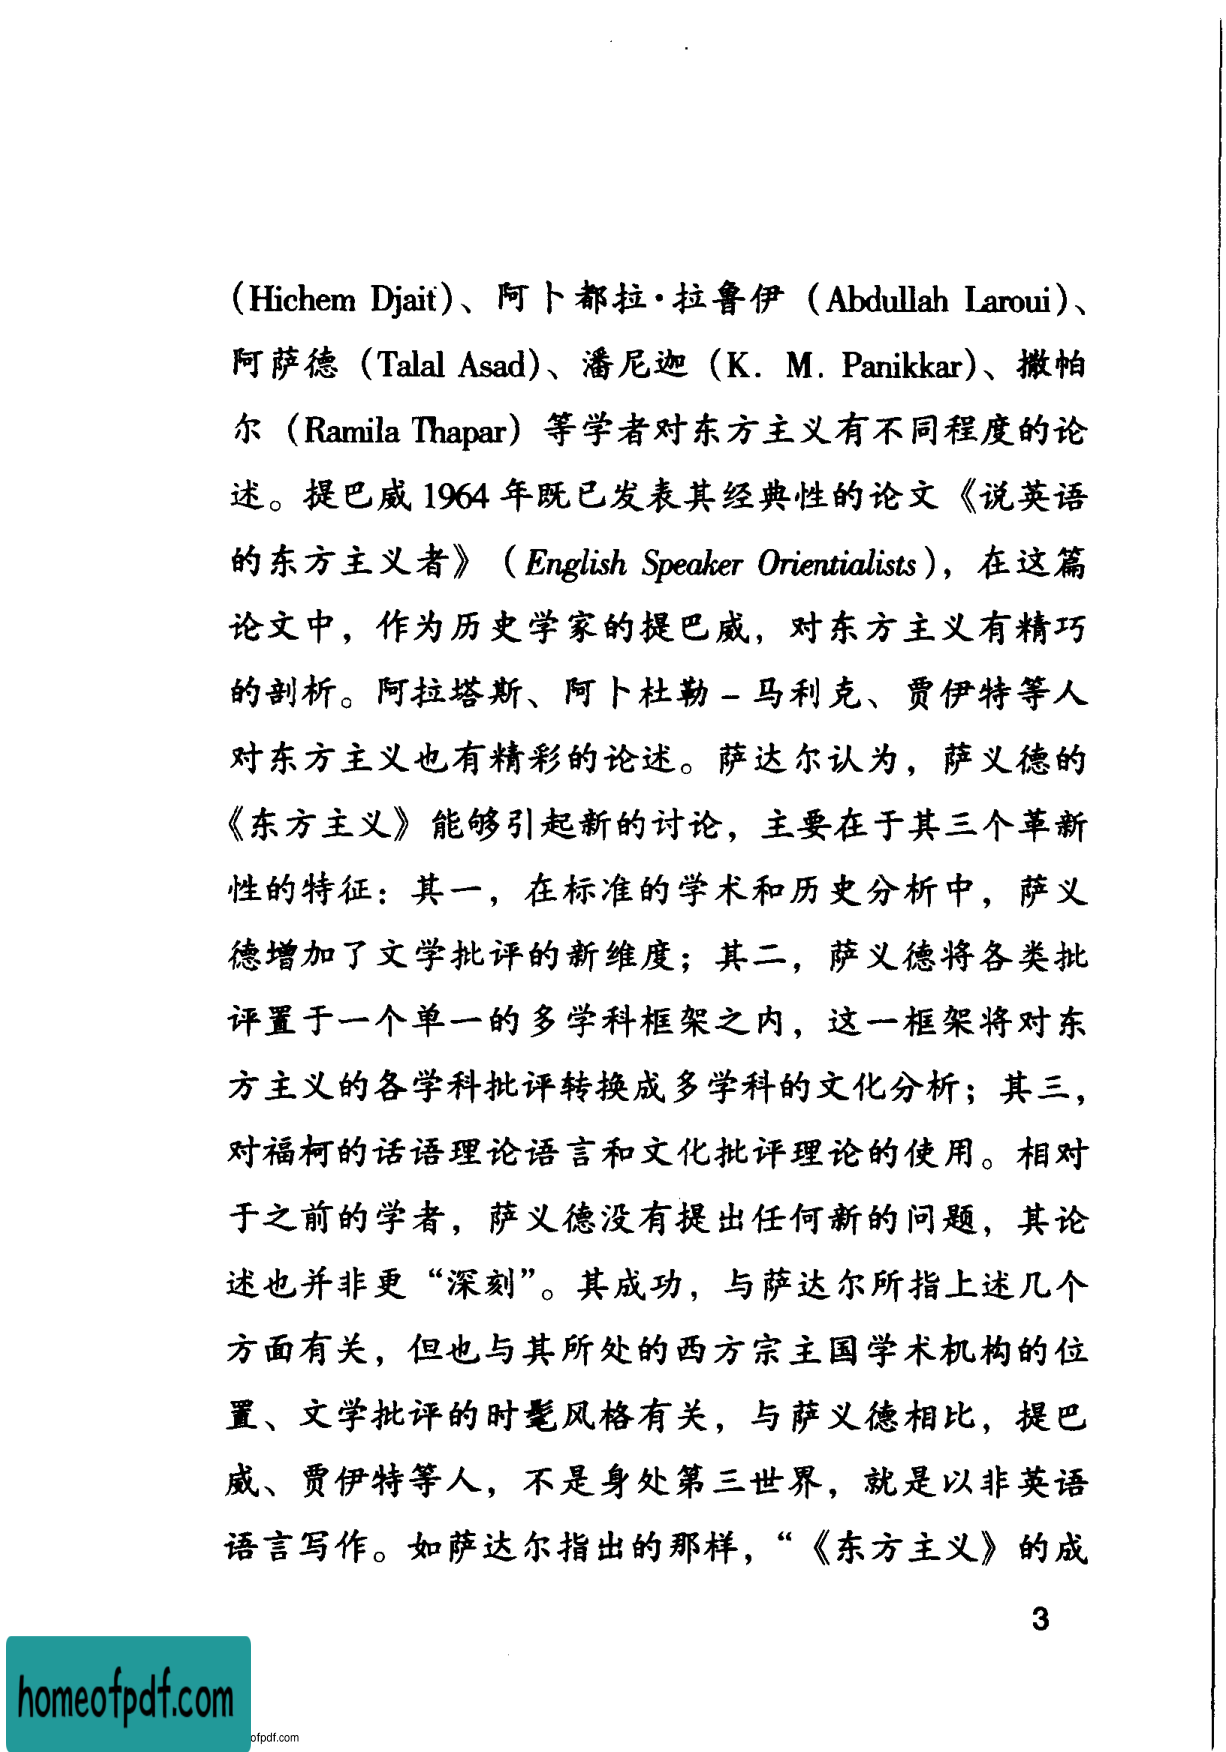 (Hichem Djait)、阿卜都拉·拉鲁伊 (Abdullah Laroui)、
阿萨德 (Talal Asad)、潘尼迦 (K. M. Panikkar)、撒帕
尔 (Ramila Thapar) 等学者对东方主义有不同程度的论
述。提巴威 1964 年既已发表其经典性的论文《说英语
的东方主义者》 (English Speaker Orientialists), 在这篇
论文中，作为历史学家的提巴威，对东方主义有精巧
的剖析。阿拉塔斯、阿卜杜勒－马利克、贾伊特等人
对东方主义也有精彩的论述。萨达尔认为，萨义德的
《东方主义》能够引起新的讨论，主要在于其三个革新
性的特征：其一，在标准的学术和历史分析中，萨义
德增加了文学批评的新维度；其二，萨义德将各类批
评置于一个单一的多学科框架之内，这一框架将对东
方主义的各学科批评转换成多学科的文化分析；其三，
对福柯的话语理论语言和文化批评理论的使用。相对
于之前的学者，萨义德没有提出任何新的问题，其论
述也并非更“深刻”。其成功，与萨达尔所指上述几个
方面有关，但也与其所处的西方宗主国学术机构的位
置、文学批评的时髦风格有关，与萨义德相比，提巴
威、贾伊特等人，不是身处第三世界，就是以非英语
语言写作。如萨达尔指出的那样，“《东方主义》的成
3
homeofpdf.com
ofpdf.com